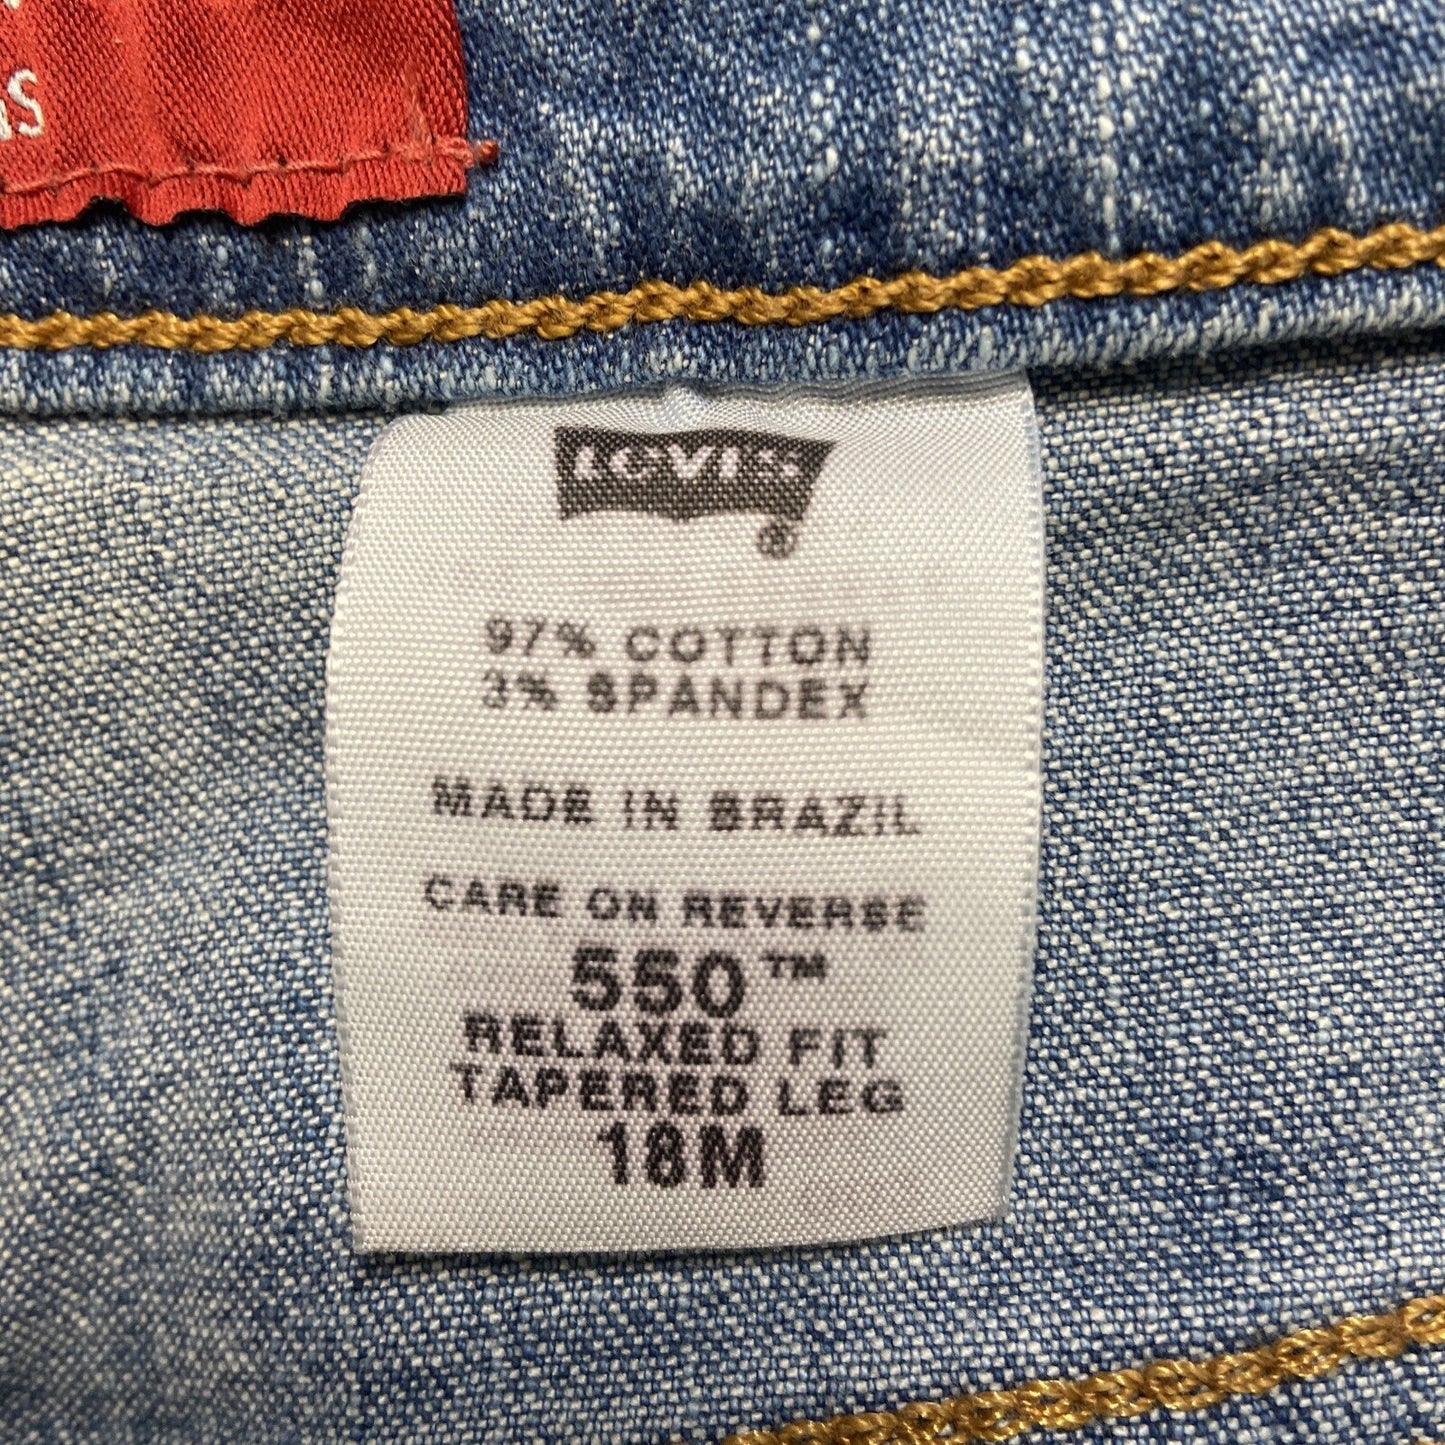 Levi's
®
97% COTTON
3% SPANDEX
MADE IN BRAZIL
CARE ON REVERSE
550™
RELAXED FIT
TAPERED LEG
18M